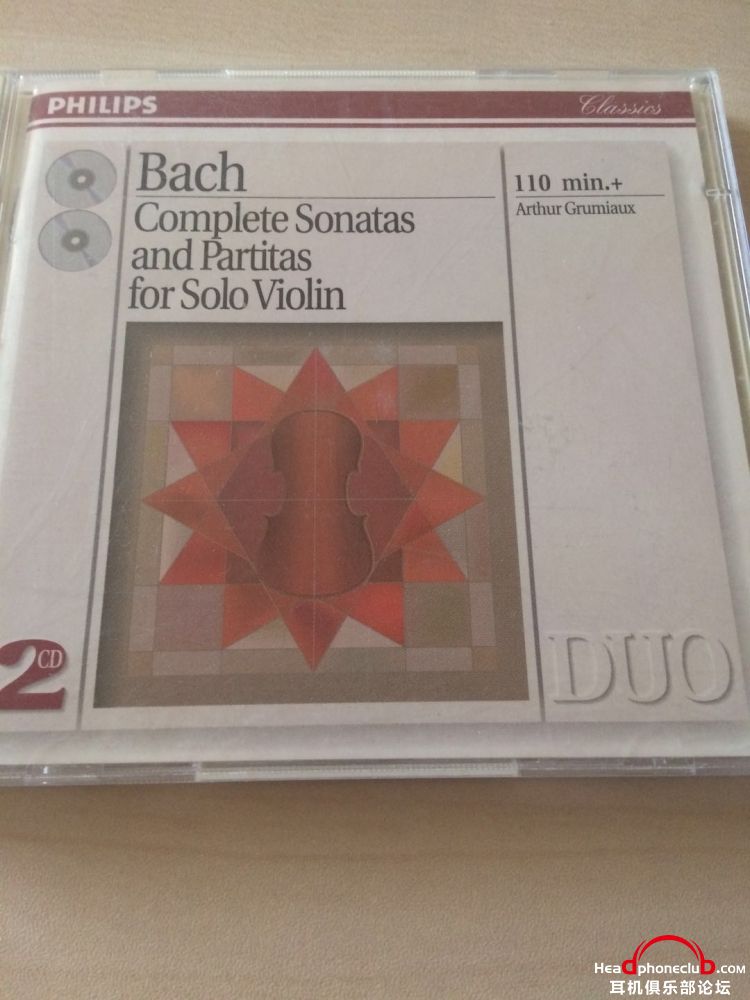 PHILIPS
Classics
Bach
Complete Sonatas
and Partitas
for Solo Violin
110 min.+
Arthur Grumiaux
2CD
DUO
HeadphoneclubD.com
耳机俱乐部论坛